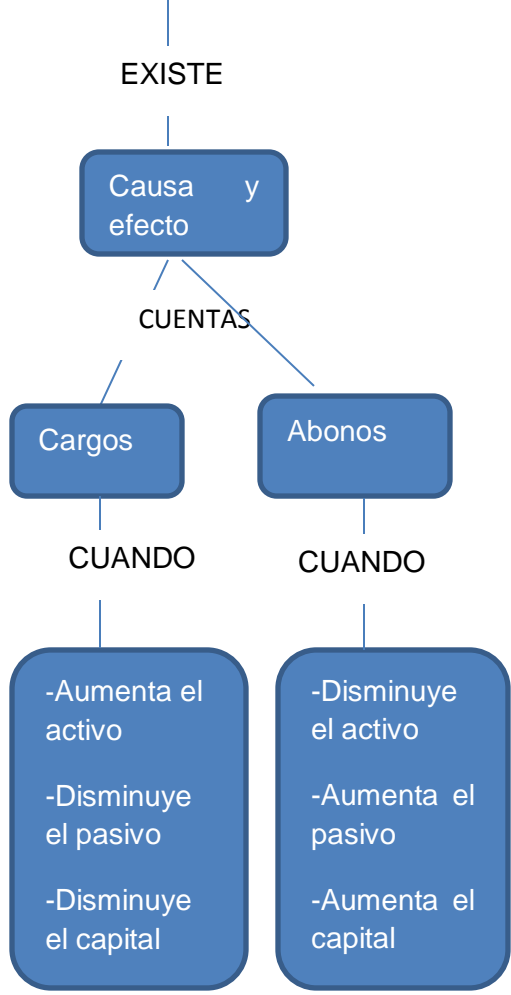 EXISTE
Causa y
efecto
CUENTAS
Cargos
Abonos
CUANDO
CUANDO
-Aumenta el
activo
-Disminuye
el pasivo
-Disminuye
el capital
-Disminuye
el activo
-Aumenta el
pasivo
-Aumenta el
capital